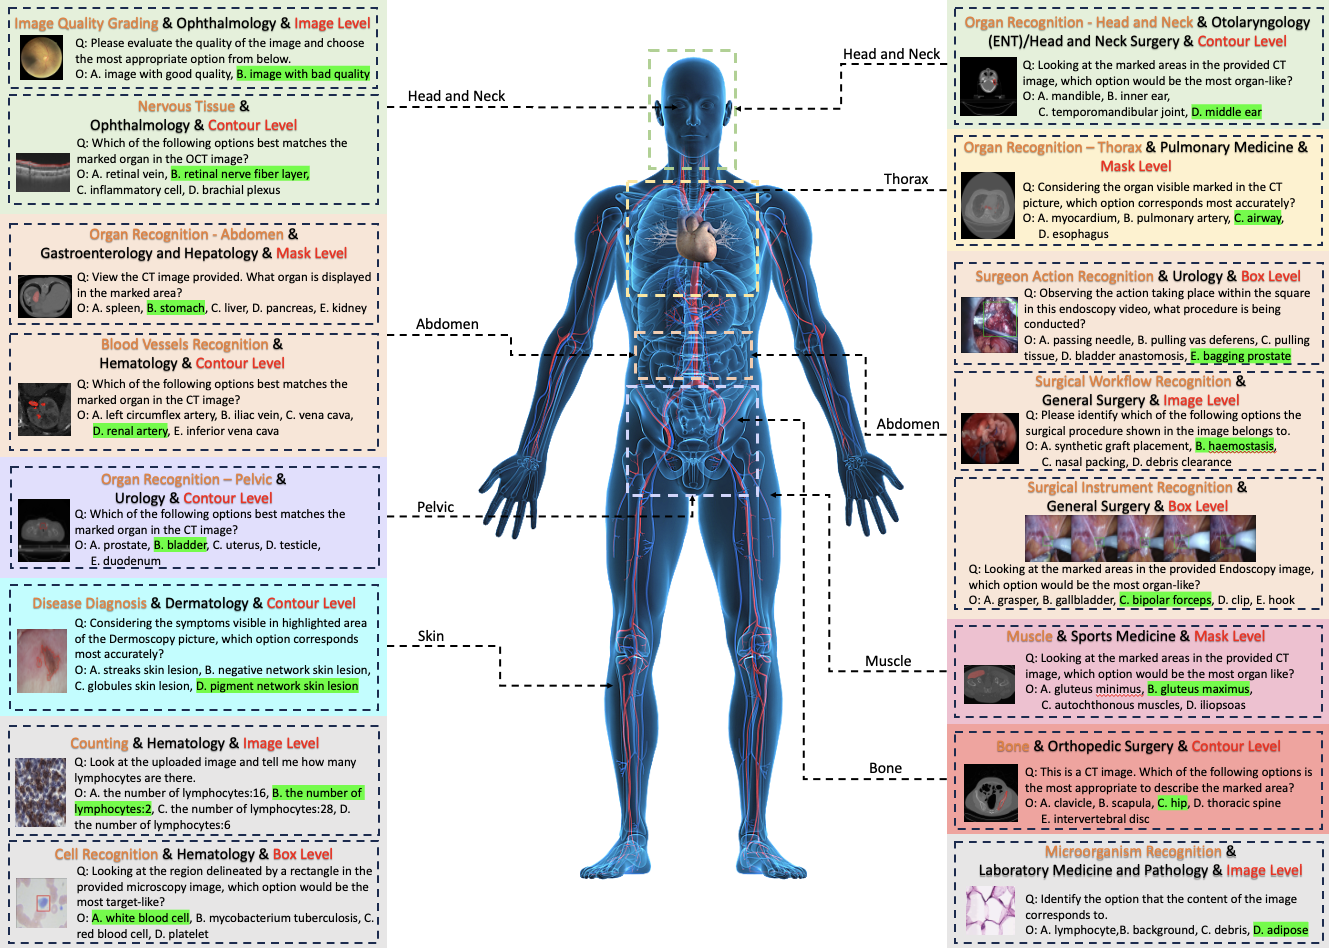 Image Quality Grading & Ophthalmology & Image Level
Q: Please evaluate the quality of the image and choose
the most appropriate option from below.
O: A. image with good quality, B. image with bad quality
Nervous Tissue &
Ophthalmology & Contour Level
Q: Which of the following options best matches the
marked organ in the OCT image?
O: A. retinal vein, B. retinal nerve fiber layer,
C. inflammatory cell, D. brachial plexus
Organ Recognition - Abdomen &
Gastroenterology and Hepatology & Mask Level
Q: View the CT image provided. What organ is displayed
in the marked area?
O: A. spleen, B. stomach, C. liver, D. pancreas, E. kidney
Blood Vessels Recognition &
Hematology & Contour Level
Q: Which of the following options best matches the
marked organ in the CT image?
O: A. left circumflex artery, B. iliac vein, C. vena cava,
D. renal artery, E. inferior vena cava
Organ Recognition – Pelvic &
Urology & Contour Level
Q: Which of the following options best matches the
marked organ in the CT image?
O: A. prostate, B. bladder, C. uterus, D. testicle,
E. duodenum
Disease Diagnosis & Dermatology & Contour Level
Q: Considering the symptoms visible in highlighted area
of the Dermoscopy picture, which option corresponds
most accurately?
O: A. streaks skin lesion, B. negative network skin lesion,
C. globules skin lesion, D. pigment network skin lesion
Counting & Hematology & Image Level
Q: Look at the uploaded image and tell me how many
lymphocytes are there.
O: A. the number of lymphocytes:16, B. the number of
lymphocytes:2, C. the number of lymphocytes:28, D.
the number of lymphocytes:6
Cell Recognition & Hematology & Box Level
Q: Looking at the region delineated by a rectangle in the
provided microscopy image, which option would be the
most target-like?
O: A. white blood cell, B. mycobacterium tuberculosis, C.
red blood cell, D. platelet
Head and Neck
Abdomen
Pelvic
Skin
Head and Neck
Thorax
Abdomen
Muscle
Bone
Organ Recognition - Head and Neck & Otolaryngology
(ENT)/Head and Neck Surgery & Contour Level
Q: Looking at the marked areas in the provided CT
image, which option would be the most organ-like?
O: A. mandible, B. inner ear,
C. temporomandibular joint, D. middle ear
Organ Recognition – Thorax & Pulmonary Medicine &
Mask Level
Q: Considering the organ visible marked in the CT
picture, which option corresponds most accurately?
O: A. myocardium, B. pulmonary artery, C. airway,
D. esophagus
Surgeon Action Recognition & Urology & Box Level
Q: Observing the action taking place within the square
in this endoscopy video, what procedure is being
conducted?
O: A. passing needle, B. pulling vas deferens, C. pulling
tissue, D. bladder anastomosis, E. bagging prostate
Surgical Workflow Recognition &
General Surgery & Image Level
Q: Please identify which of the following options the
surgical procedure shown in the image belongs to.
O: A. synthetic graft placement, B. haemostasis,
C. nasal packing, D. debris clearance
Surgical Instrument Recognition &
General Surgery & Box Level
Q: Looking at the marked areas in the provided Endoscopy image,
which option would be the most organ-like?
O: A. grasper, B. gallbladder, C. bipolar forceps, D. clip, E. hook
Muscle & Sports Medicine & Mask Level
Q: Looking at the marked areas in the provided CT
image, which option would be the most organ like?
O: A. gluteus minimus, B. gluteus maximus,
C. autochthonous muscles, D. iliopsoas
Bone & Orthopedic Surgery & Contour Level
Q: This is a CT image. Which of the following options is
the most appropriate to describe the marked area?
O: A. clavicle, B. scapula, C. hip, D. thoracic spine
E. intervertebral disc
Microorganism Recognition &
Laboratory Medicine and Pathology & Image Level
Q: Identify the option that the content of the image
corresponds to.
O: A. lymphocyte,B. background, C. debris, D. adipose